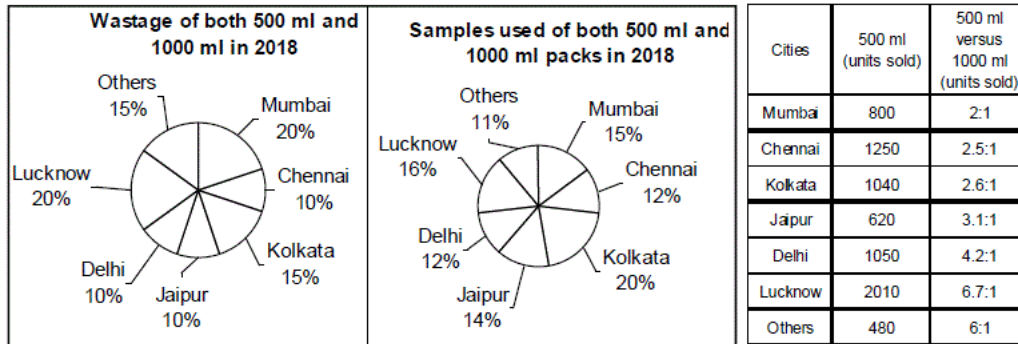 Wastage of both 500 ml and
1000 ml in 2018
Others
15%
Mumbai
20%
Lucknow
20%
Chennai
10%
Kolkata
15%
Delhi
10%
Jaipur
10%
Samples used of both 500 ml and
1000 ml packs in 2018
Others
11%
Mumbai
15%
Lucknow
16%
Chennai
12%
Delhi
12%
Kolkata
20%
Jaipur
14%
Cities
500 ml
(units sold)
500 ml
versus
1000 ml
(units sold)
Mumbai 800 2:1
Chennai 1250 2.5:1
Kolkata 1040 2.6:1
Jaipur 620 3.1:1
Delhi 1050 4.2:1
Lucknow 2010 6.7:1
Others 480 6:1